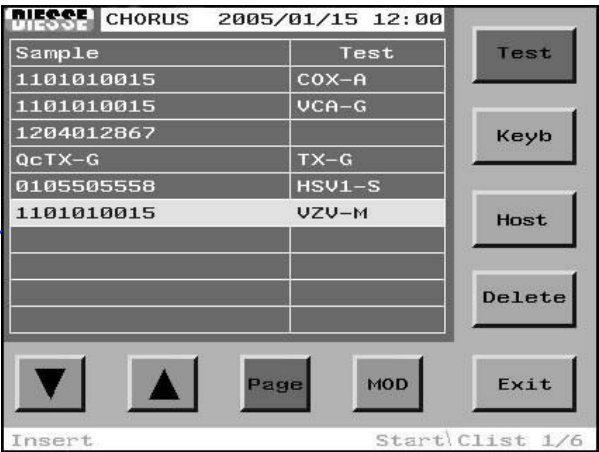 DIESSE CHORUS 2005/01/15 12:00
Sample Test
1101010015 COX-A
1101010015 VCA-G
1204012867
QcTX-G TX-G
0105505558 HSV1-S
1101010015 VZV-M
Test
Keyb
Host
Delete
Page MOD Exit
Insert Start\Clist 1/6